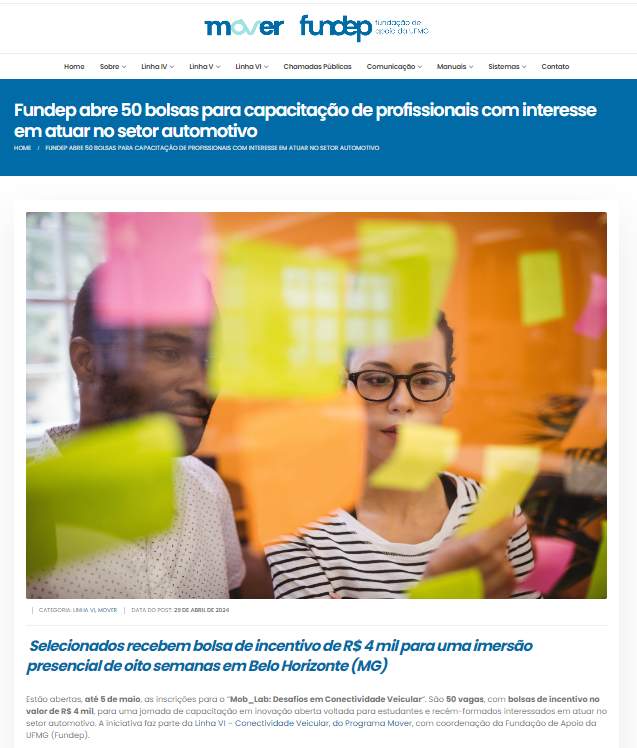 mover fundep fundação de
apoio da UFMG
Home Sobre Linha IV Linha V Linha VI Chamadas Públicas Comunicação Manuais Sistemas Contato
Fundep abre 50 bolsas para capacitação de profissionais com interesse
em atuar no setor automotivo
HOME / FUNDEP ABRE 50 BOLSAS PARA CAPACITAÇÃO DE PROFISSIONAIS COM INTERESSE EM ATUAR NO SETOR AUTOMOTIVO
| CATEGORIA: LINHA VI, MOVER | DATA DO POST: 29 DE ABRIL DE 2024
Selecionados recebem bolsa de incentivo de R$ 4 mil para uma imersão
presencial de oito semanas em Belo Horizonte (MG)
Estão abertas, até 5 de maio, as inscrições para o “Mob_Lab: Desafios em Conectividade Veicular”. São 50 vagas, com bolsas de incentivo no
valor de R$ 4 mil, para uma jornada de capacitação em inovação aberta voltada para estudantes e recém-formados interessados em atuar no
setor automotivo. A iniciativa faz parte da Linha VI – Conectividade Veicular, do Programa Mover, com coordenação da Fundação de Apoio da
UFMG (Fundep).